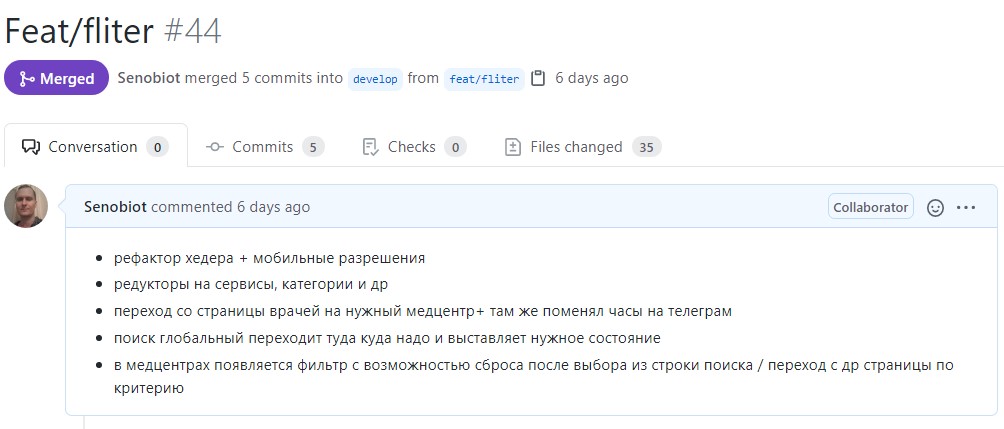 Feat/fliter #44
Merged Senobiot merged 5 commits into develop from feat/fliter 6 days ago
Conversation 0 Commits 5 Checks 0 Files changed 35
Senobiot commented 6 days ago Collaborator
рефактор хедера + мобильные разрешения
редукторы на сервисы, категории и др
переход со страницы врачей на нужный медцентр+ там же поменял часы на телеграм
поиск глобальный переходит туда куда надо и выставляет нужное состояние
в медцентрах появляется фильтр с возможностью сброса после выбора из строки поиска / переход с др страницы по
критерию